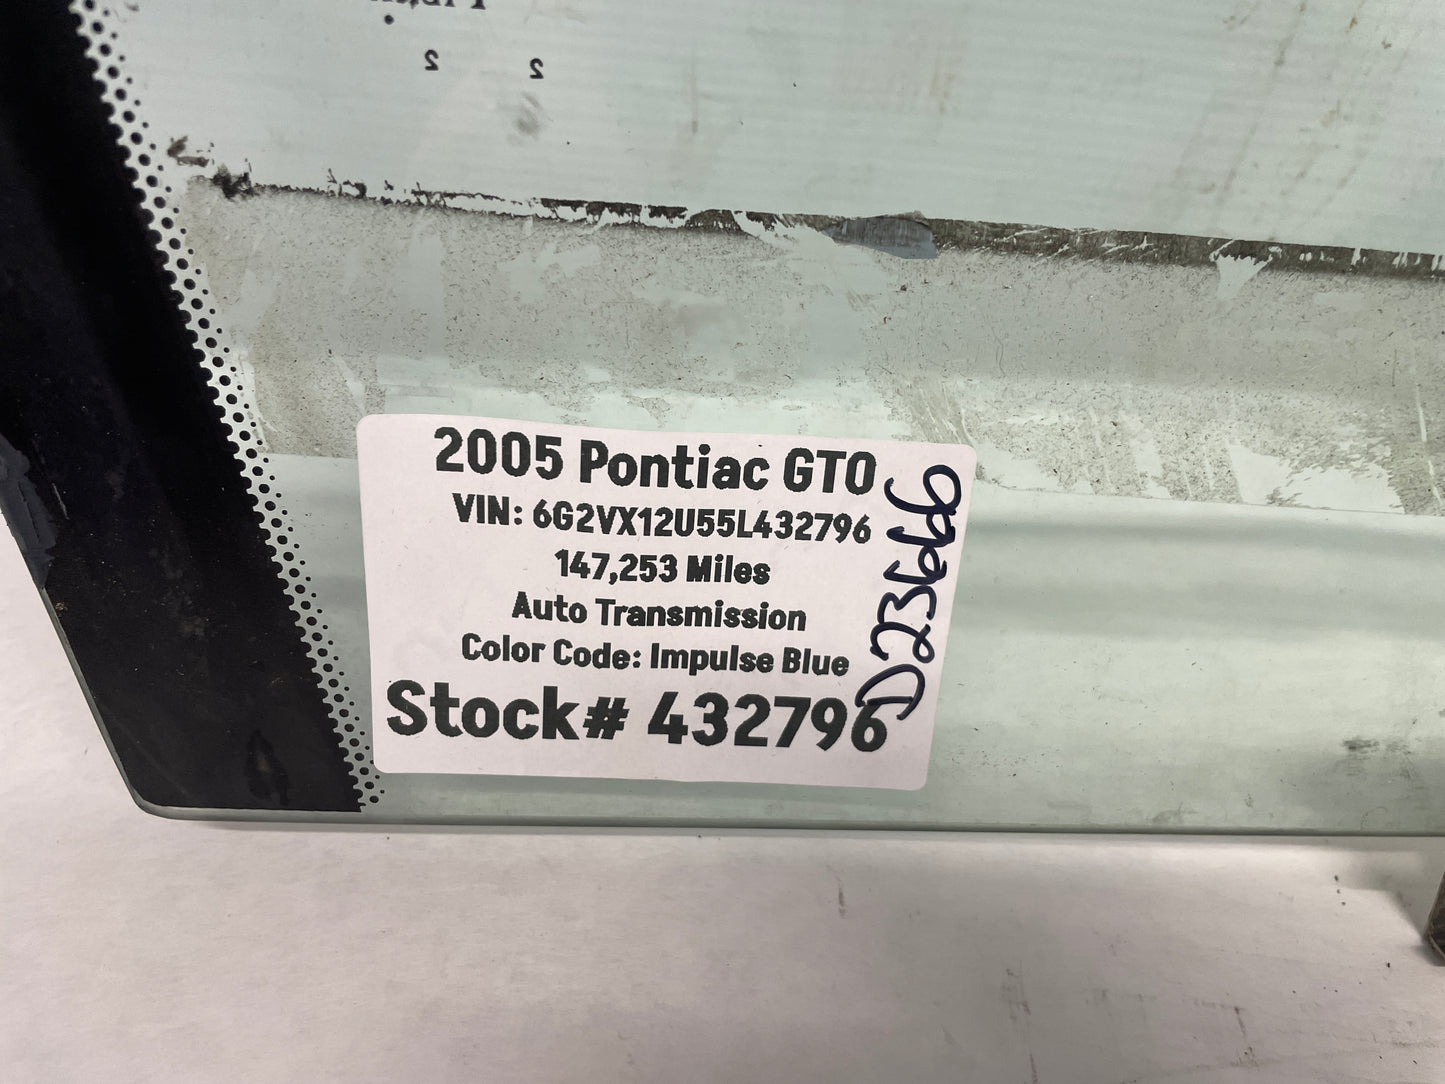 2 2
2005 Pontiac GTO
VIN: 6G2VX12U55L432796
147,253 Miles
Auto Transmission
Color Code: Impulse Blue
Stock# 432796
D23666